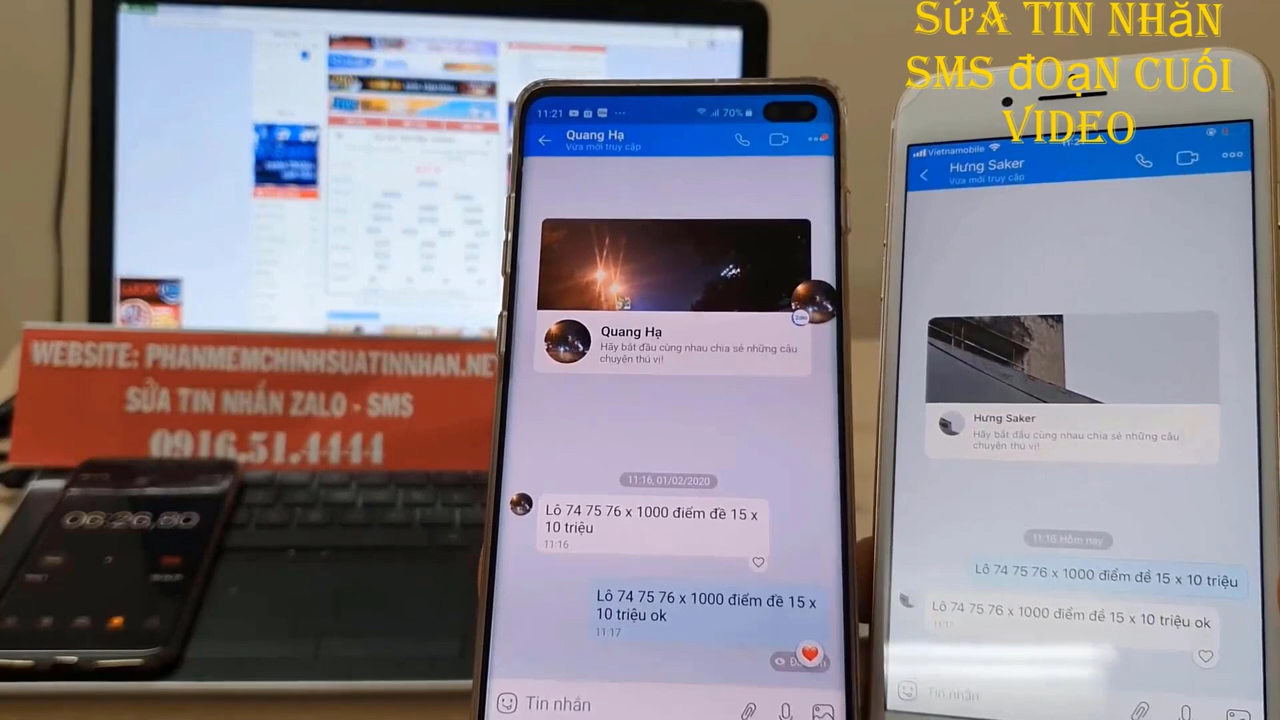 SỬA TIN NHẮN
SMS ĐOẠN CUỐI
VIDEO
WEBSITE: PHANMEMCHINHSUATINNHAN.NE
SỬA TIN NHẮN ZALO - SMS
0916.51.4444
06:26,50
11:21
70%
Quang Hạ
Vừa mới truy cập
Zalo
Quang Hạ
Hãy bắt đầu cùng nhau chia sẻ những câu
chuyện thú vị!
11:16, 01/02/2020
Lô 74 75 76 x 1000 điểm đề 15 x
10 triệu
11:16
Lô 74 75 76 x 1000 điểm đề 15 x
10 triệu ok
11:17
Tin nhắn
Vietnamobile
Hưng Saker
Vừa mới truy cập
Hưng Saker
Hãy bắt đầu cùng nhau chia sẻ những câu
chuyện thú vị!
11:16 Hôm nay
Lô 74 75 76 x 1000 điểm đề 15 x 10 triệu
Lô 74 75 76 x 1000 điểm đề 15 x 10 triệu ok
Tin nhắn